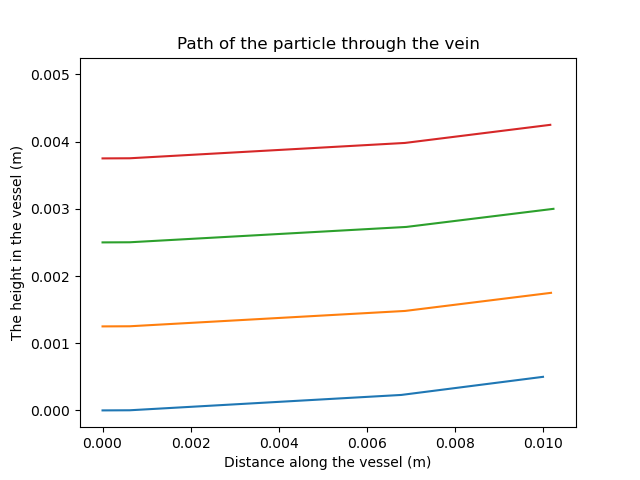 Path of the particle through the vein
0.005
0.004
0.003
0.002
0.001
0.000
The height in the vessel (m)
0.000 0.002 0.004 0.006 0.008 0.010
Distance along the vessel (m)